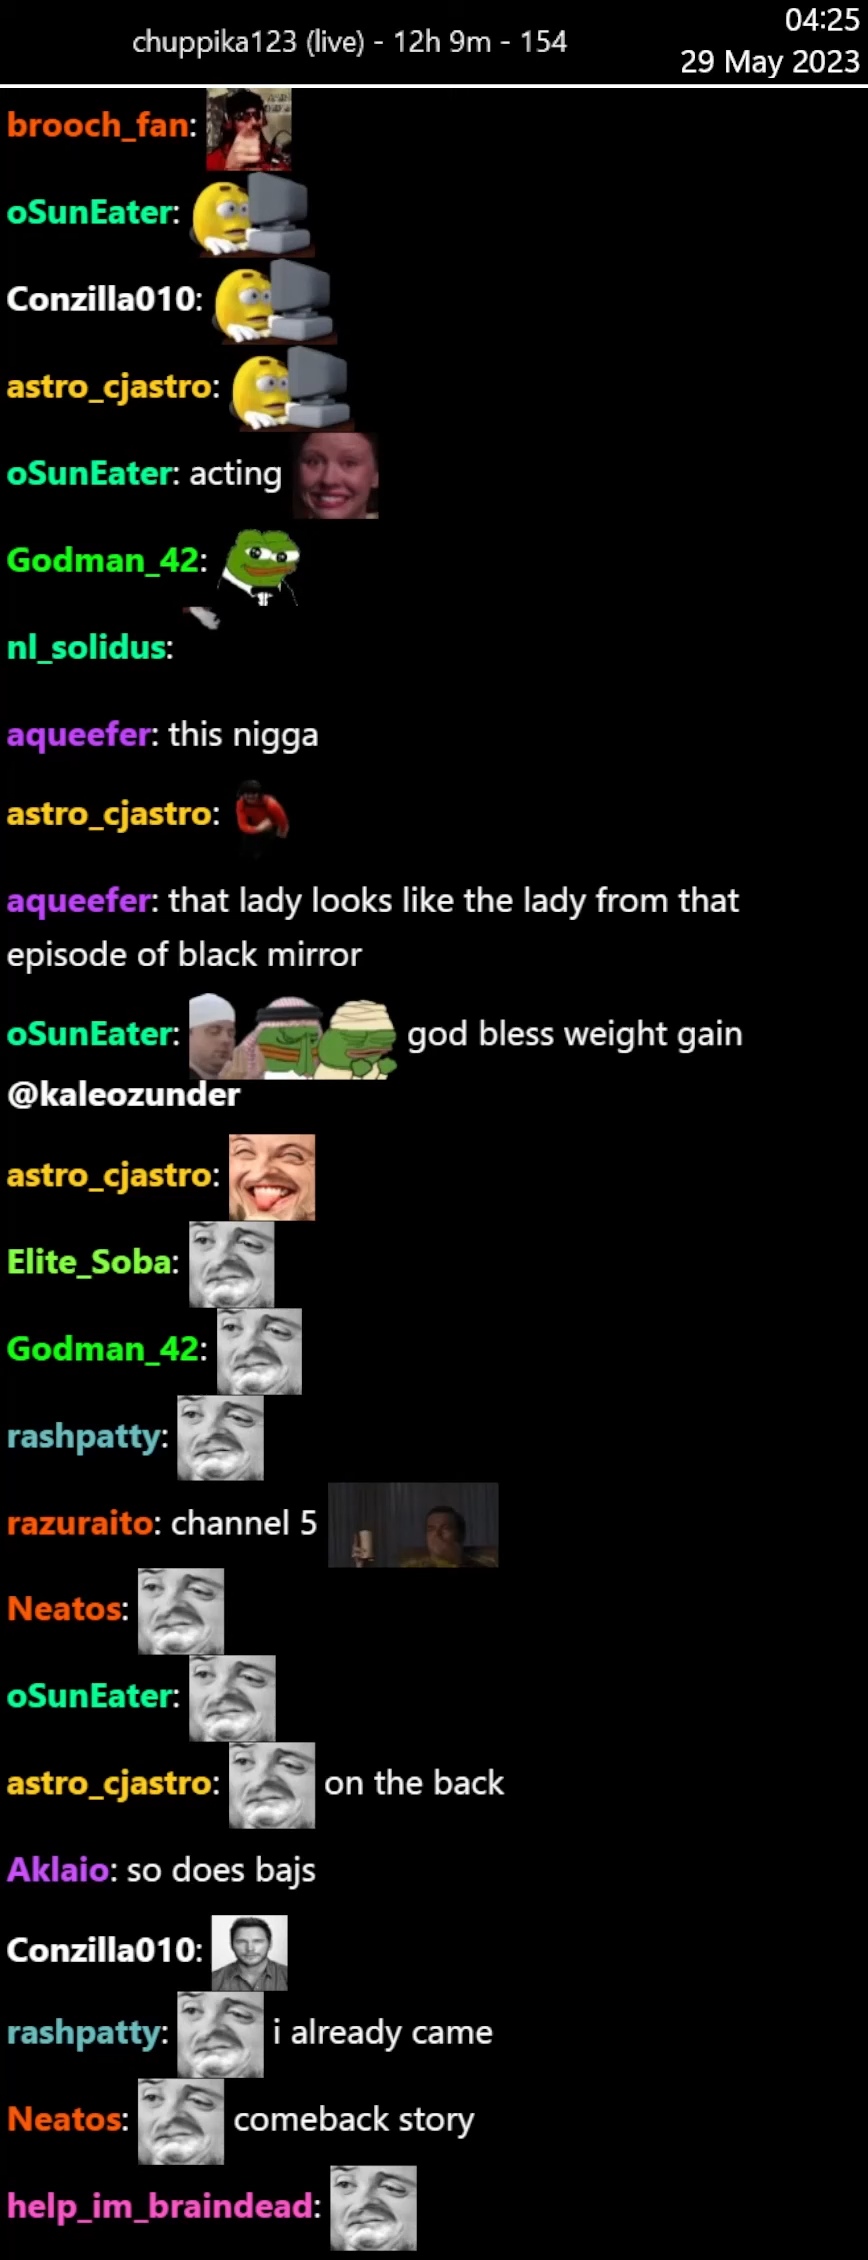 04:25
chuppika123 (live) - 12h 9m - 154
29 May 2023
brooch_fan:
oSunEater:
Conzilla010:
astro_cjastro:
oSunEater: acting
Godman_42:
nl_solidus:
aqueefer: this nigga
astro_cjastro:
aqueefer: that lady looks like the lady from that
episode of black mirror
oSunEater: god bless weight gain
@kaleozunder
astro_cjastro:
Elite_Soba:
Godman_42:
rashpatty:
razuraito: channel 5
Neatos:
oSunEater:
astro_cjastro: on the back
Aklaio: so does bajs
Conzilla010:
rashpatty: i already came
Neatos: comeback story
help_im_braindead: